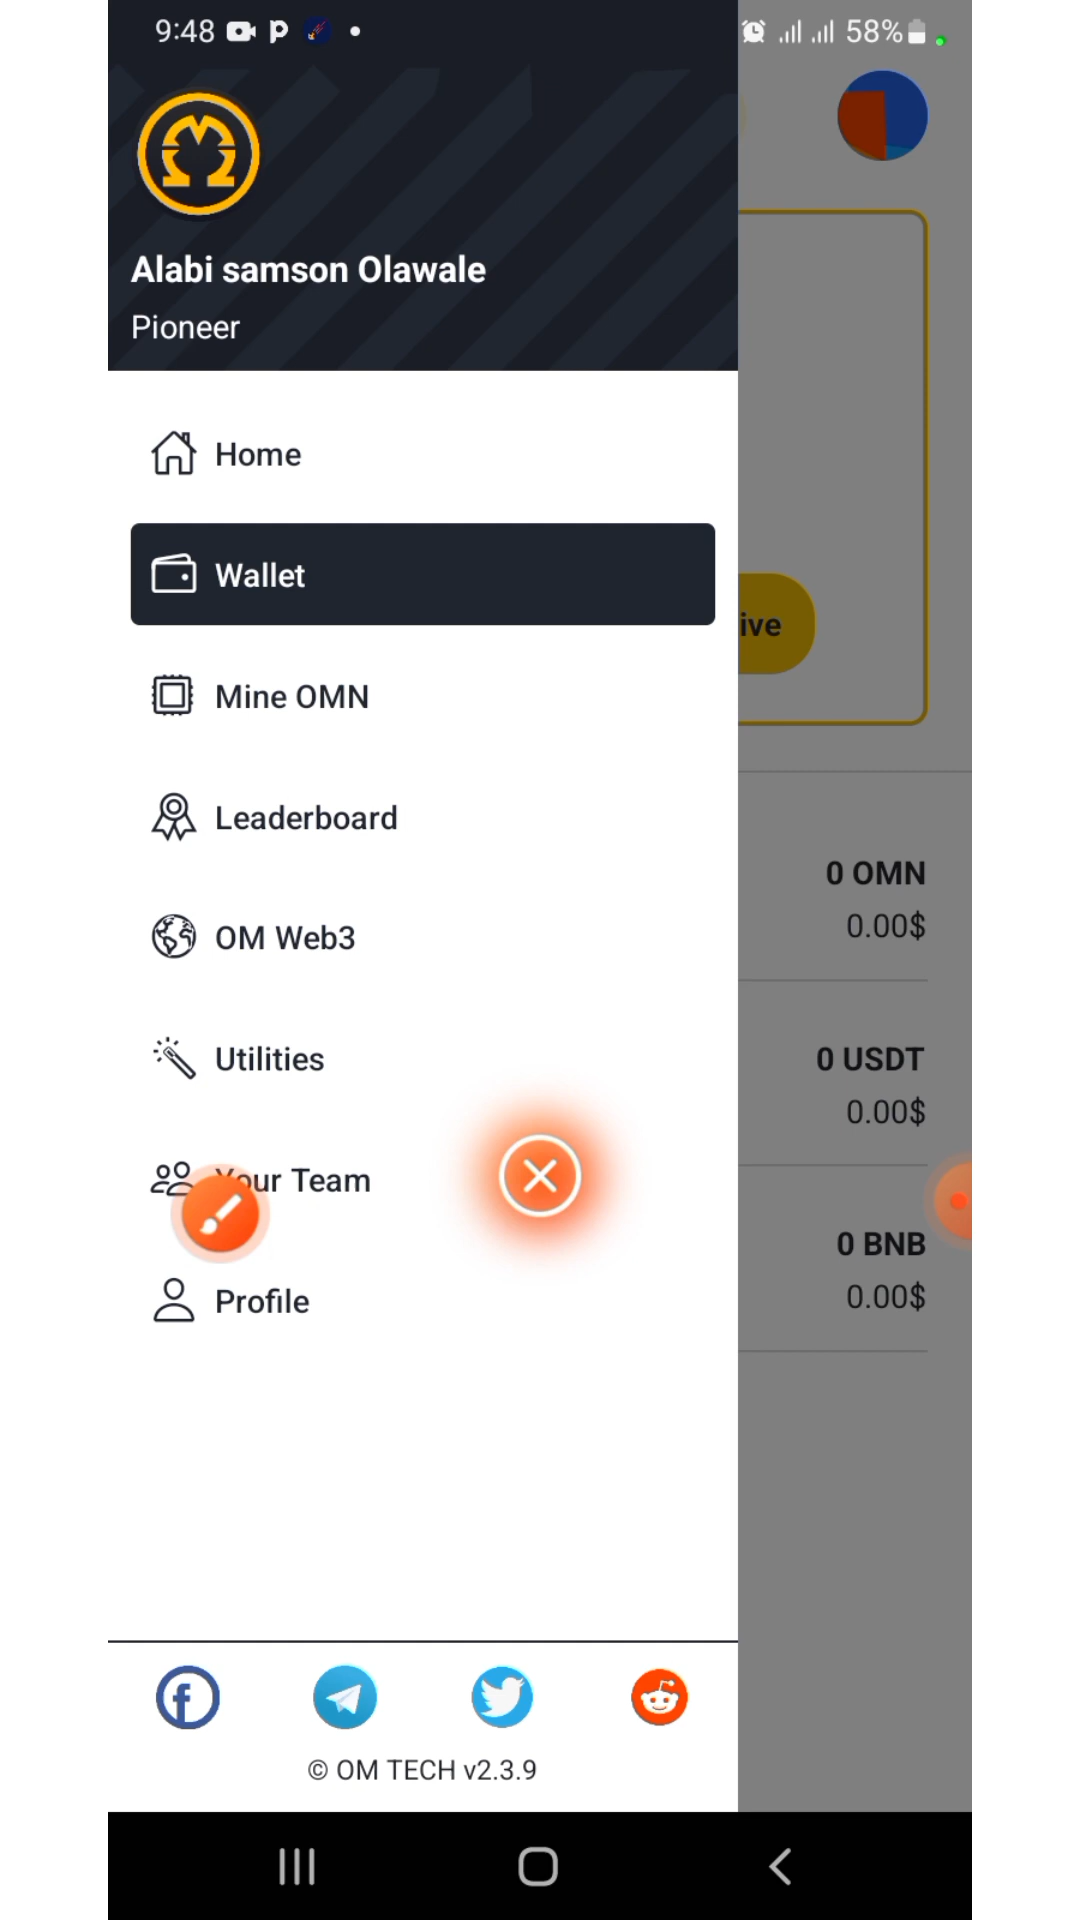 9:48
58%
Alabi samson Olawale
Pioneer
Home
Wallet
Mine OMN
Leaderboard
OM Web3
Utilities
Your Team
Profile
ive
0 OMN
0.00$
0 USDT
0.00$
0 BNB
0.00$
© OM TECH v2.3.9